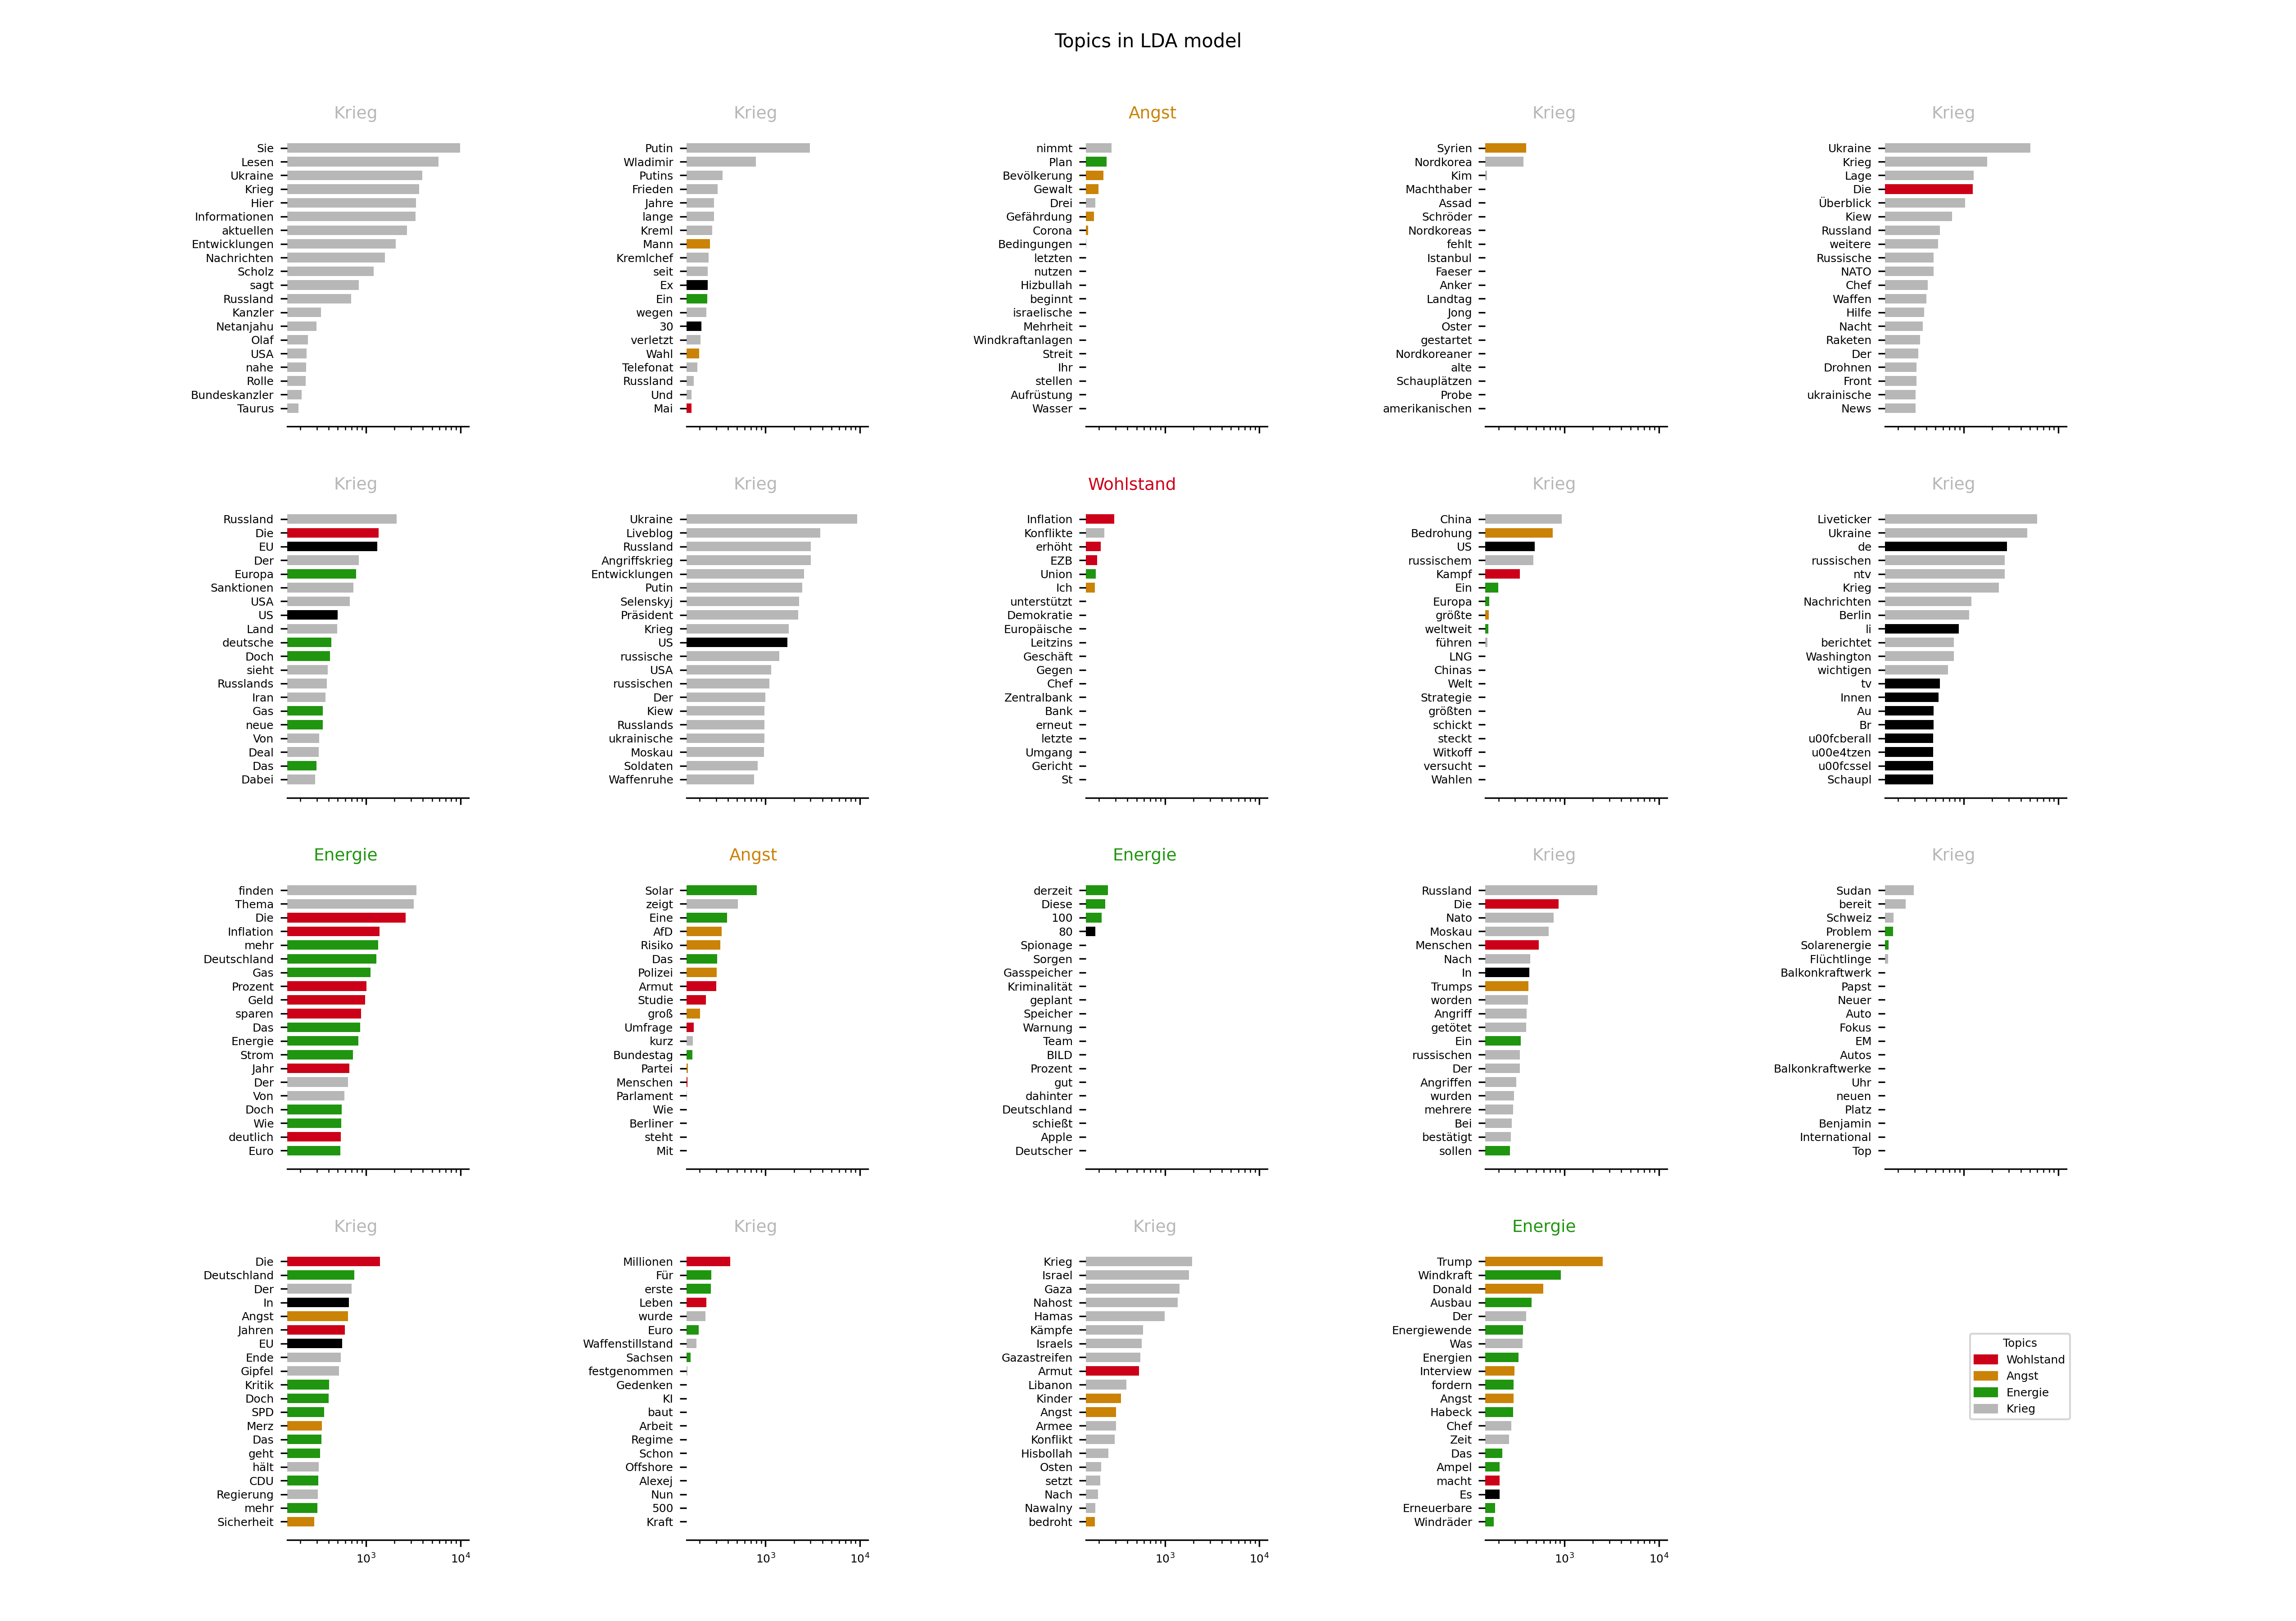 Topics in LDA model
Krieg
Sie
Lesen
Ukraine
Krieg
Hier
Informationen
aktuellen
Entwicklungen
Nachrichten
Scholz
sagt
Russland
Kanzler
Netanjahu
Olaf
USA
nahe
Rolle
Bundeskanzler
Taurus
Krieg
Putin
Wladimir
Putins
Frieden
Jahre
lange
Kreml
Mann
Kremlchef
seit
Ex
Ein
wegen
30
verletzt
Wahl
Telefonat
Russland
Und
Mai
Angst
nimmt
Plan
Bevölkerung
Gewalt
Drei
Gefährdung
Corona
Bedingungen
letzten
nutzen
Hizbullah
beginnt
israelische
Mehrheit
Windkraftanlagen
Streit
Ihr
stellen
Aufrüstung
Wasser
Krieg
Syrien
Nordkorea
Kim
Machthaber
Assad
Schröder
Nordkoreas
fehlt
Istanbul
Faeser
Anker
Landtag
Jong
Oster
gestartet
Nordkoreaner
alte
Schauplätzen
Probe
amerikanischen
Krieg
Ukraine
Krieg
Lage
Die
Überblick
Kiew
Russland
weitere
Russische
NATO
Chef
Waffen
Hilfe
Nacht
Raketen
Der
Drohnen
Front
ukrainische
News
Krieg
Russland
Die
EU
Der
Europa
Sanktionen
USA
US
Land
deutsche
Doch
sieht
Russlands
Iran
Gas
neue
Von
Deal
Das
Dabei
Krieg
Ukraine
Liveblog
Russland
Angriffskrieg
Entwicklungen
Putin
Selenskyj
Präsident
Krieg
US
russische
USA
russischen
Der
Kiew
Russlands
ukrainische
Moskau
Soldaten
Waffenruhe
Wohlstand
Inflation
Konflikte
erhöht
EZB
Union
Ich
unterstützt
Demokratie
Europäische
Leitzins
Geschäft
Gegen
Chef
Zentralbank
Bank
erneut
letzte
Umgang
Gericht
St
Krieg
China
Bedrohung
US
russischem
Kampf
Ein
Europa
größte
weltweit
führen
LNG
Chinas
Welt
Strategie
größten
schickt
steckt
Witkoff
versucht
Wahlen
Krieg
Liveticker
Ukraine
de
russischen
ntv
Krieg
Nachrichten
Berlin
li
berichtet
Washington
wichtigen
tv
Innen
Au
Br
u00fcberall
u00e4tzen
u00fcssel
Schaupl
Energie
finden
Thema
Die
Inflation
mehr
Deutschland
Gas
Prozent
Geld
sparen
Das
Energie
Strom
Jahr
Der
Von
Doch
Wie
deutlich
Euro
Angst
Solar
zeigt
Eine
AfD
Risiko
Das
Polizei
Armut
Studie
groß
Umfrage
kurz
Bundestag
Partei
Menschen
Parlament
Wie
Berliner
steht
Mit
Energie
derzeit
Diese
100
80
Spionage
Sorgen
Gasspeicher
Kriminalität
geplant
Speicher
Warnung
Team
BILD
Prozent
gut
dahinter
Deutschland
schießt
Apple
Deutscher
Krieg
Russland
Die
Nato
Moskau
Menschen
Nach
In
Trumps
worden
Angriff
getötet
Ein
russischen
Der
Angriffen
wurden
mehrere
Bei
bestätigt
sollen
Krieg
Sudan
bereit
Schweiz
Problem
Solarenergie
Flüchtlinge
Balkonkraftwerk
Papst
Neuer
Auto
Fokus
EM
Autos
Balkonkraftwerke
Uhr
neuen
Platz
Benjamin
International
Top
Krieg
Die
Deutschland
Der
In
Angst
Jahren
EU
Ende
Gipfel
Kritik
Doch
SPD
Merz
Das
geht
hält
CDU
Regierung
mehr
Sicherheit
10³ 10⁴
Krieg
Millionen
Für
erste
Leben
wurde
Euro
Waffenstillstand
Sachsen
festgenommen
Gedenken
KI
baut
Arbeit
Regime
Schon
Offshore
Alexej
Nun
500
Kraft
10³ 10⁴
Krieg
Krieg
Israel
Gaza
Nahost
Hamas
Kämpfe
Israels
Gazastreifen
Armut
Libanon
Kinder
Angst
Armee
Konflikt
Hisbollah
Osten
setzt
Nach
Nawalny
bedroht
10³ 10⁴
Energie
Trump
Windkraft
Donald
Ausbau
Der
Energiewende
Was
Energien
Interview
fordern
Angst
Habeck
Chef
Zeit
Das
Ampel
macht
Es
Erneuerbare
Windräder
10³ 10⁴
Topics
Wohlstand
Angst
Energie
Krieg